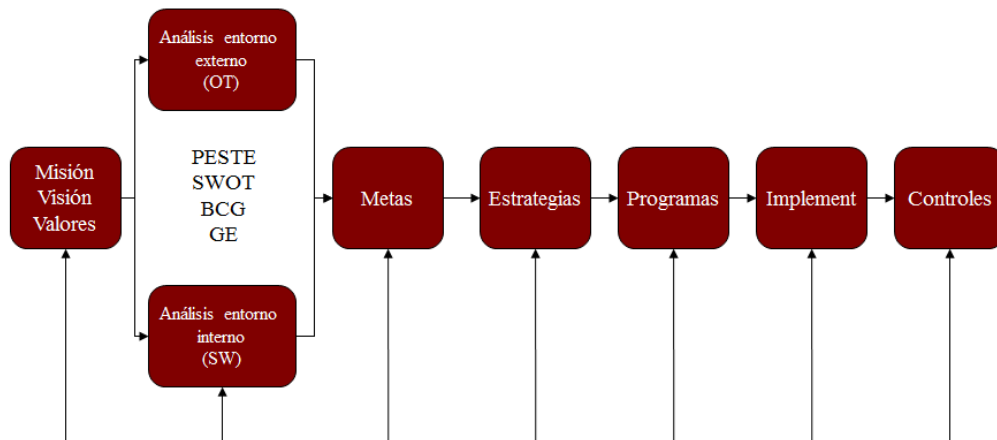 Análisis entorno
externo
(OT)
Misión
Visión
Valores
PESTE
SWOT
BCG
GE
Metas
Estrategias
Programas
Implement
Controles
Análisis entorno
interno
(SW)